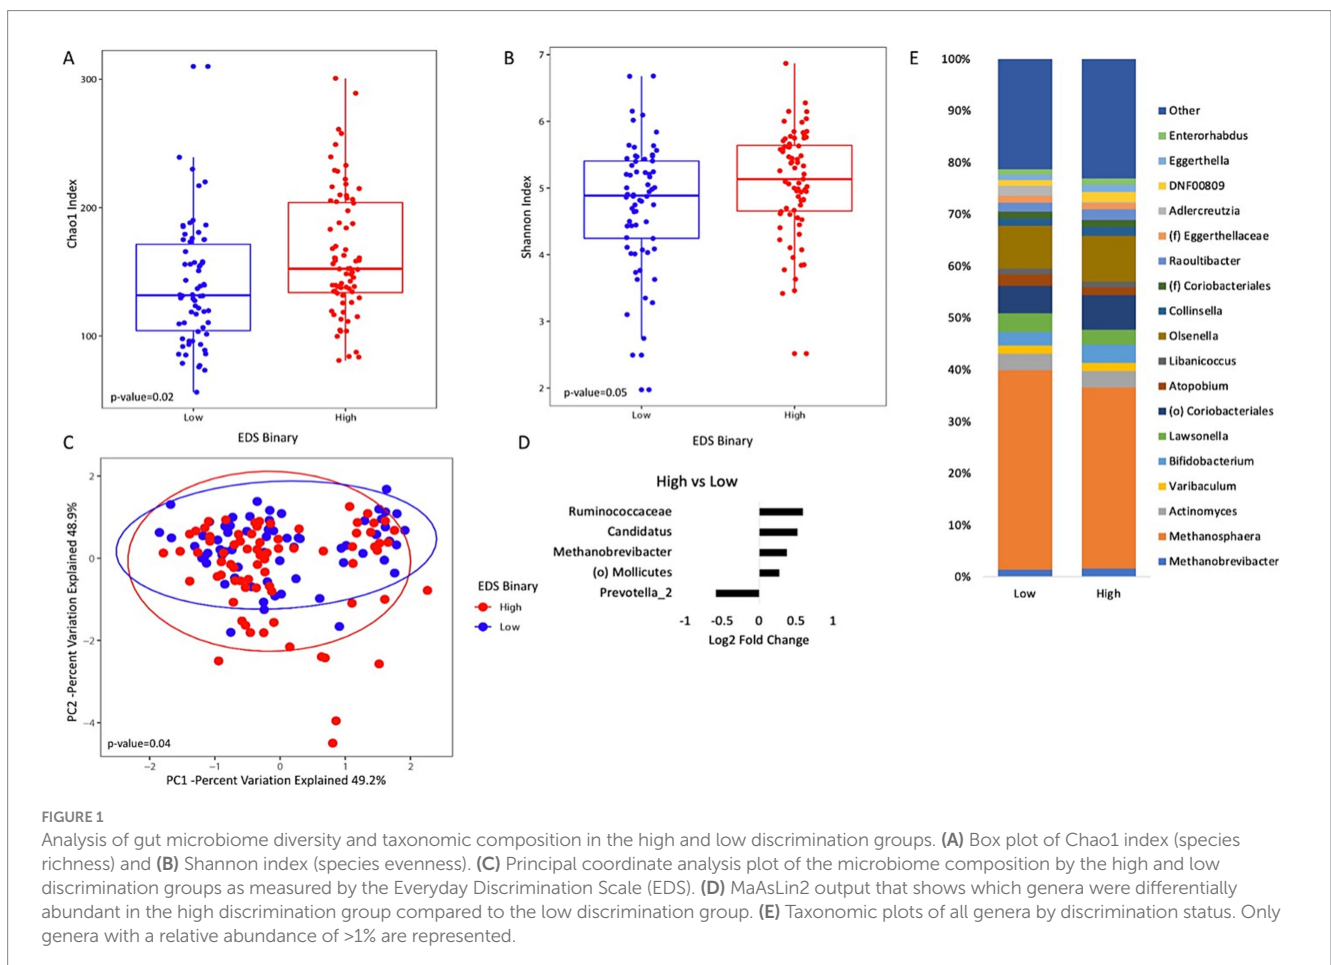 A
300
200
100
Chao1 Index
p-value=0.02
Low
High
EDS Binary
B
7
6
5
4
3
2
Shannon Index
p-value=0.05
Low
High
EDS Binary
C
2
0
−2
−4
PC2 -Percent Variation Explained 48.9%
p-value=0.04
−2
−1
0
1
2
PC1 -Percent Variation Explained 49.2%
EDS Binary
High
Low
D
High vs Low
Ruminococcaceae
Candidatus
Methanobrevibacter
(o) Mollicutes
Prevotella_2
-1
-0.5
0
0.5
1
Log2 Fold Change
E
100%
90%
80%
70%
60%
50%
40%
30%
20%
10%
0%
Low
High
Other
Enterorhabdus
Eggerthella
DNF00809
Adlercreutzia
(f) Eggerthellaceae
Raoultibacter
(f) Coriobacteriales
Collinsella
Olsenella
Libanicoccus
Atopobium
(o) Coriobacteriales
Lawsonella
Bifidobacterium
Varibaculum
Actinomyces
Methanosphaera
Methanobrevibacter
FIGURE 1
Analysis of gut microbiome diversity and taxonomic composition in the high and low discrimination groups. (A) Box plot of Chao1 index (species
richness) and (B) Shannon index (species evenness). (C) Principal coordinate analysis plot of the microbiome composition by the high and low
discrimination groups as measured by the Everyday Discrimination Scale (EDS). (D) MaAsLin2 output that shows which genera were differentially
abundant in the high discrimination group compared to the low discrimination group. (E) Taxonomic plots of all genera by discrimination status. Only
genera with a relative abundance of >1% are represented.